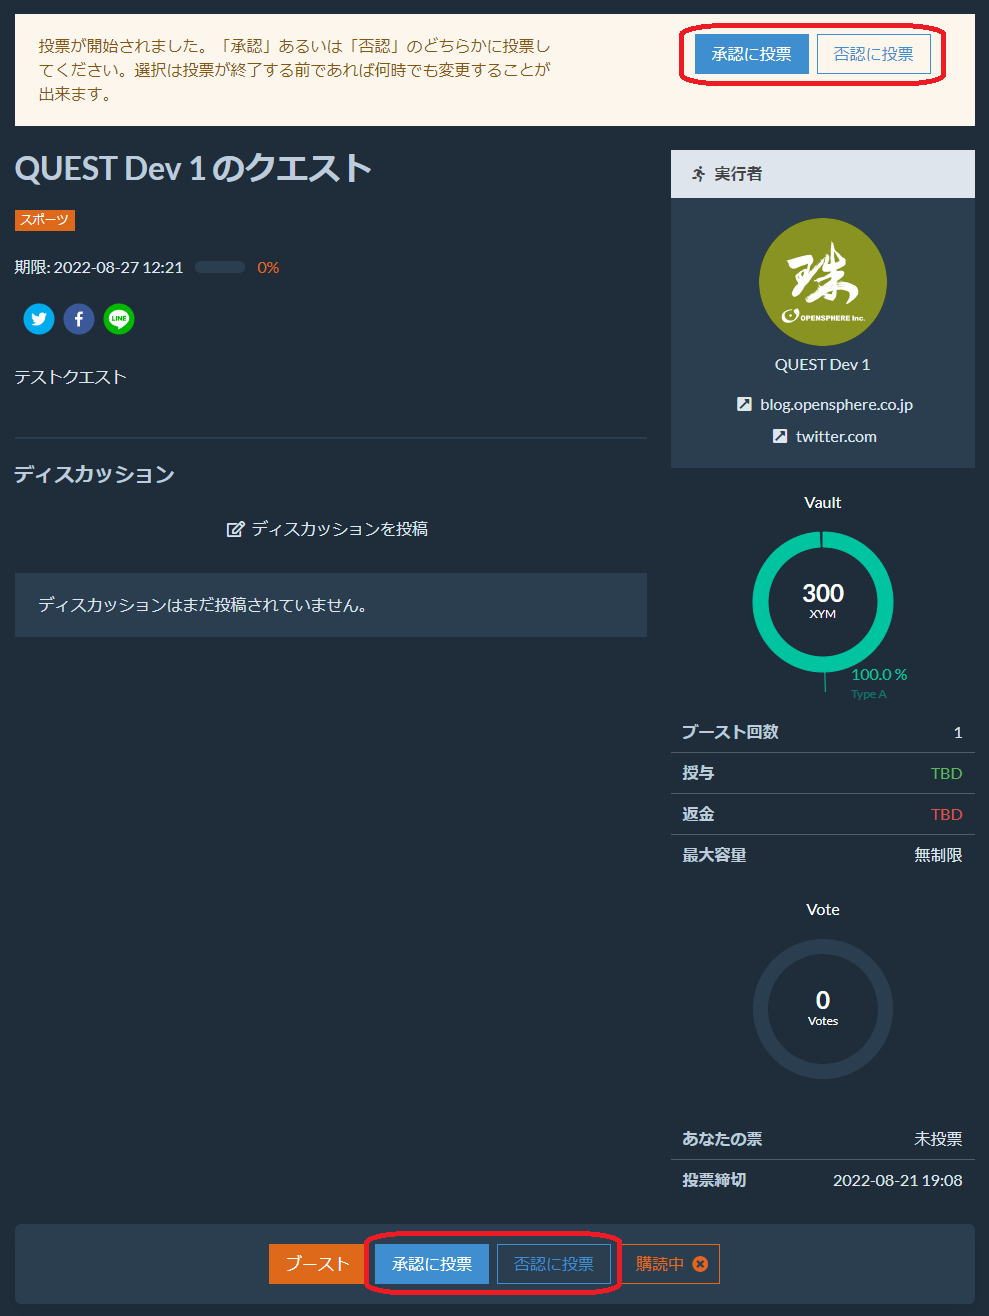 投票が開始されました。「承認」あるいは「否認」のどちらかに投票し
てください。選択は投票が終了する前であれば何時でも変更することが
出来ます。
承認に投票
否認に投票
QUEST Dev 1 のクエスト
スポーツ
期限: 2022-08-27 12:21 0%
LINE
テストクエスト
ディスカッション
ディスカッションを投稿
ディスカッションはまだ投稿されていません。
実行者
珠
OPENSPHERE Inc.
QUEST Dev 1
blog.opensphere.co.jp
twitter.com
Vault
300
XYM
100.0 %
Type A
ブースト回数 1
授与 TBD
返金 TBD
最大容量 無制限
Vote
0
Votes
あなたの票 未投票
投票締切 2022-08-21 19:08
ブースト
承認に投票
否認に投票
購読中